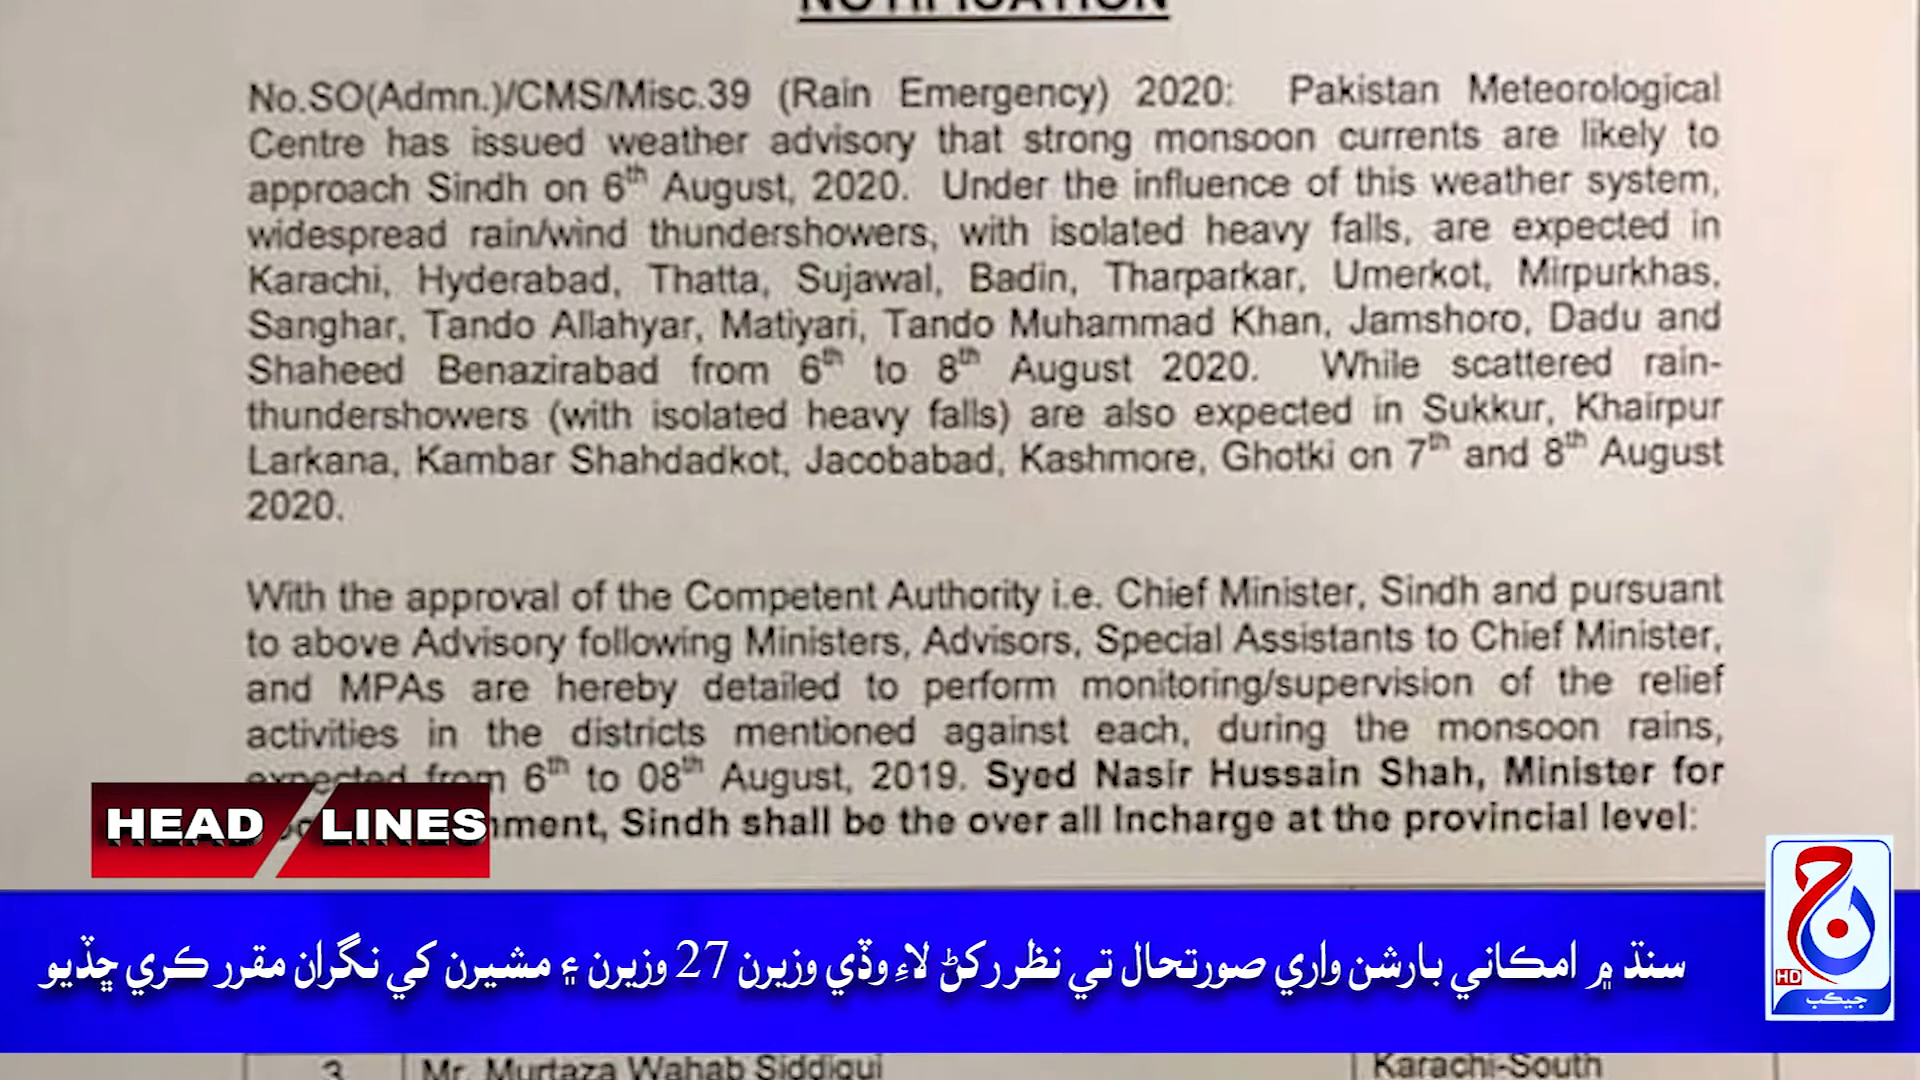 NOTIFICATION
No.SO(Admn.)/CMS/Misc.39 (Rain Emergency) 2020: Pakistan Meteorological
Centre has issued weather advisory that strong monsoon currents are likely to
approach Sindh on 6th August, 2020. Under the influence of this weather system,
widespread rain/wind thundershowers, with isolated heavy falls, are expected in
Karachi, Hyderabad, Thatta, Sujawal, Badin, Tharparkar, Umerkot, Mirpurkhas,
Sanghar, Tando Allahyar, Matiyari, Tando Muhammad Khan, Jamshoro, Dadu and
Shaheed Benazirabad from 6th to 8th August 2020. While scattered rain-
thundershowers (with isolated heavy falls) are also expected in Sukkur, Khairpur
Larkana, Kambar Shahdadkot, Jacobabad, Kashmore, Ghotki on 7th and 8th August
2020.
With the approval of the Competent Authority i.e. Chief Minister, Sindh and pursuant
to above Advisory following Ministers, Advisors, Special Assistants to Chief Minister,
and MPAs are hereby detailed to perform monitoring/supervision of the relief
activities in the districts mentioned against each, during the monsoon rains,
expected from 6th to 08th August, 2019. Syed Nasir Hussain Shah, Minister for
Sindh shall be the over all Incharge at the provincial level:
HEAD LINES
سنڌ ۾ امڪاني بارشن واري صورتحال تي نظر رکڻ لاءِ وڏي وزيرن 27 وزيرن ۽ مشيرن کي نگران مقرر ڪري ڇڏيو
HD
جيڪب
3 Mr. Murtaza Wahab Siddiqui Karachi-South